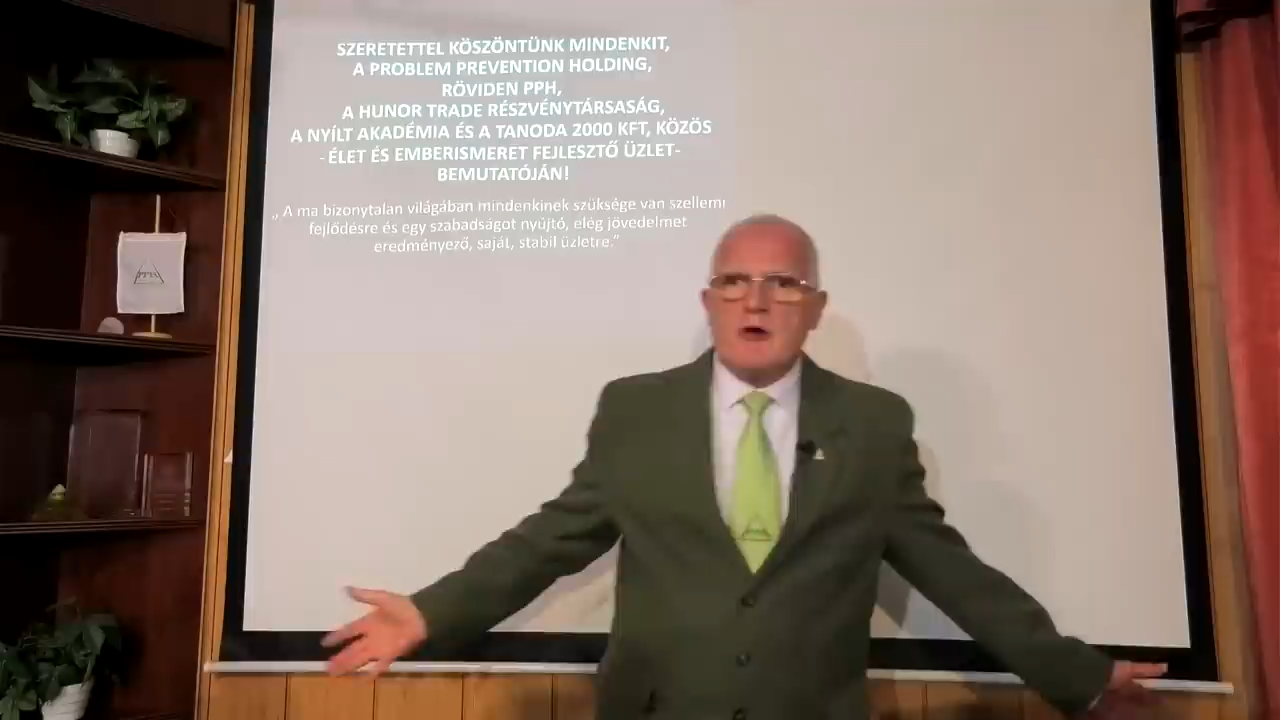 SZERETETTEL KÖSZÖNTÜNK MINDENKIT,
A PROBLEM PREVENTION HOLDING,
RÖVIDEN PPH,
A HUNOR TRADE RÉSZVÉNYTÁRSASÁG,
A NYÍLT AKADÉMIA ÉS A TANODA 2000 KFT, KÖZÖS
- ÉLET ÉS EMBERISMERET FEJLESZTŐ ÜZLET-
BEMUTATÓJÁN!
„ A ma bizonytalan világában mindenkinek szüksége van szellemi
fejlődésre és egy szabadságot nyújtó, elég jövedelmet
eredményező, saját, stabil üzletre.”